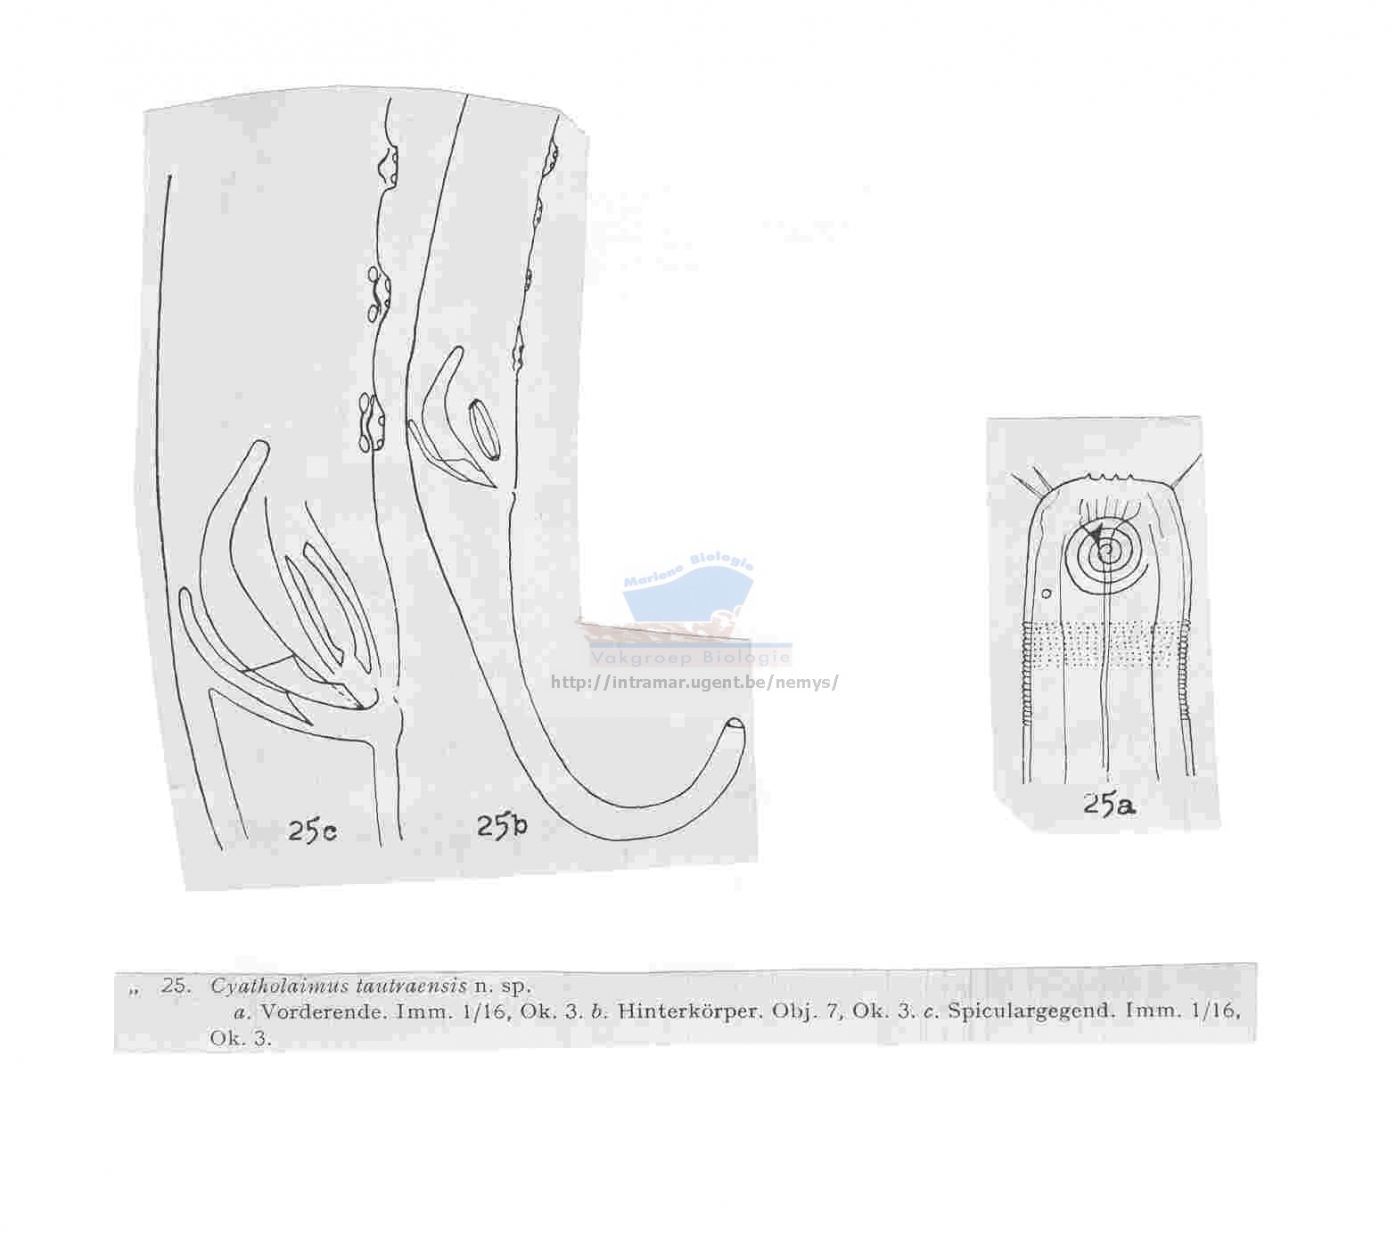 Marine Biologie
Vakgroep Biologie
http://intramar.ugent.be/nemys/
25c
25b
25a
„ 25. Cyatholaimus tautraensis n. sp.
a. Vorderende. Imm. 1/16, Ok. 3. b. Hinterkörper. Obj. 7, Ok. 3. c. Spiculargegend. Imm. 1/16,
Ok. 3.